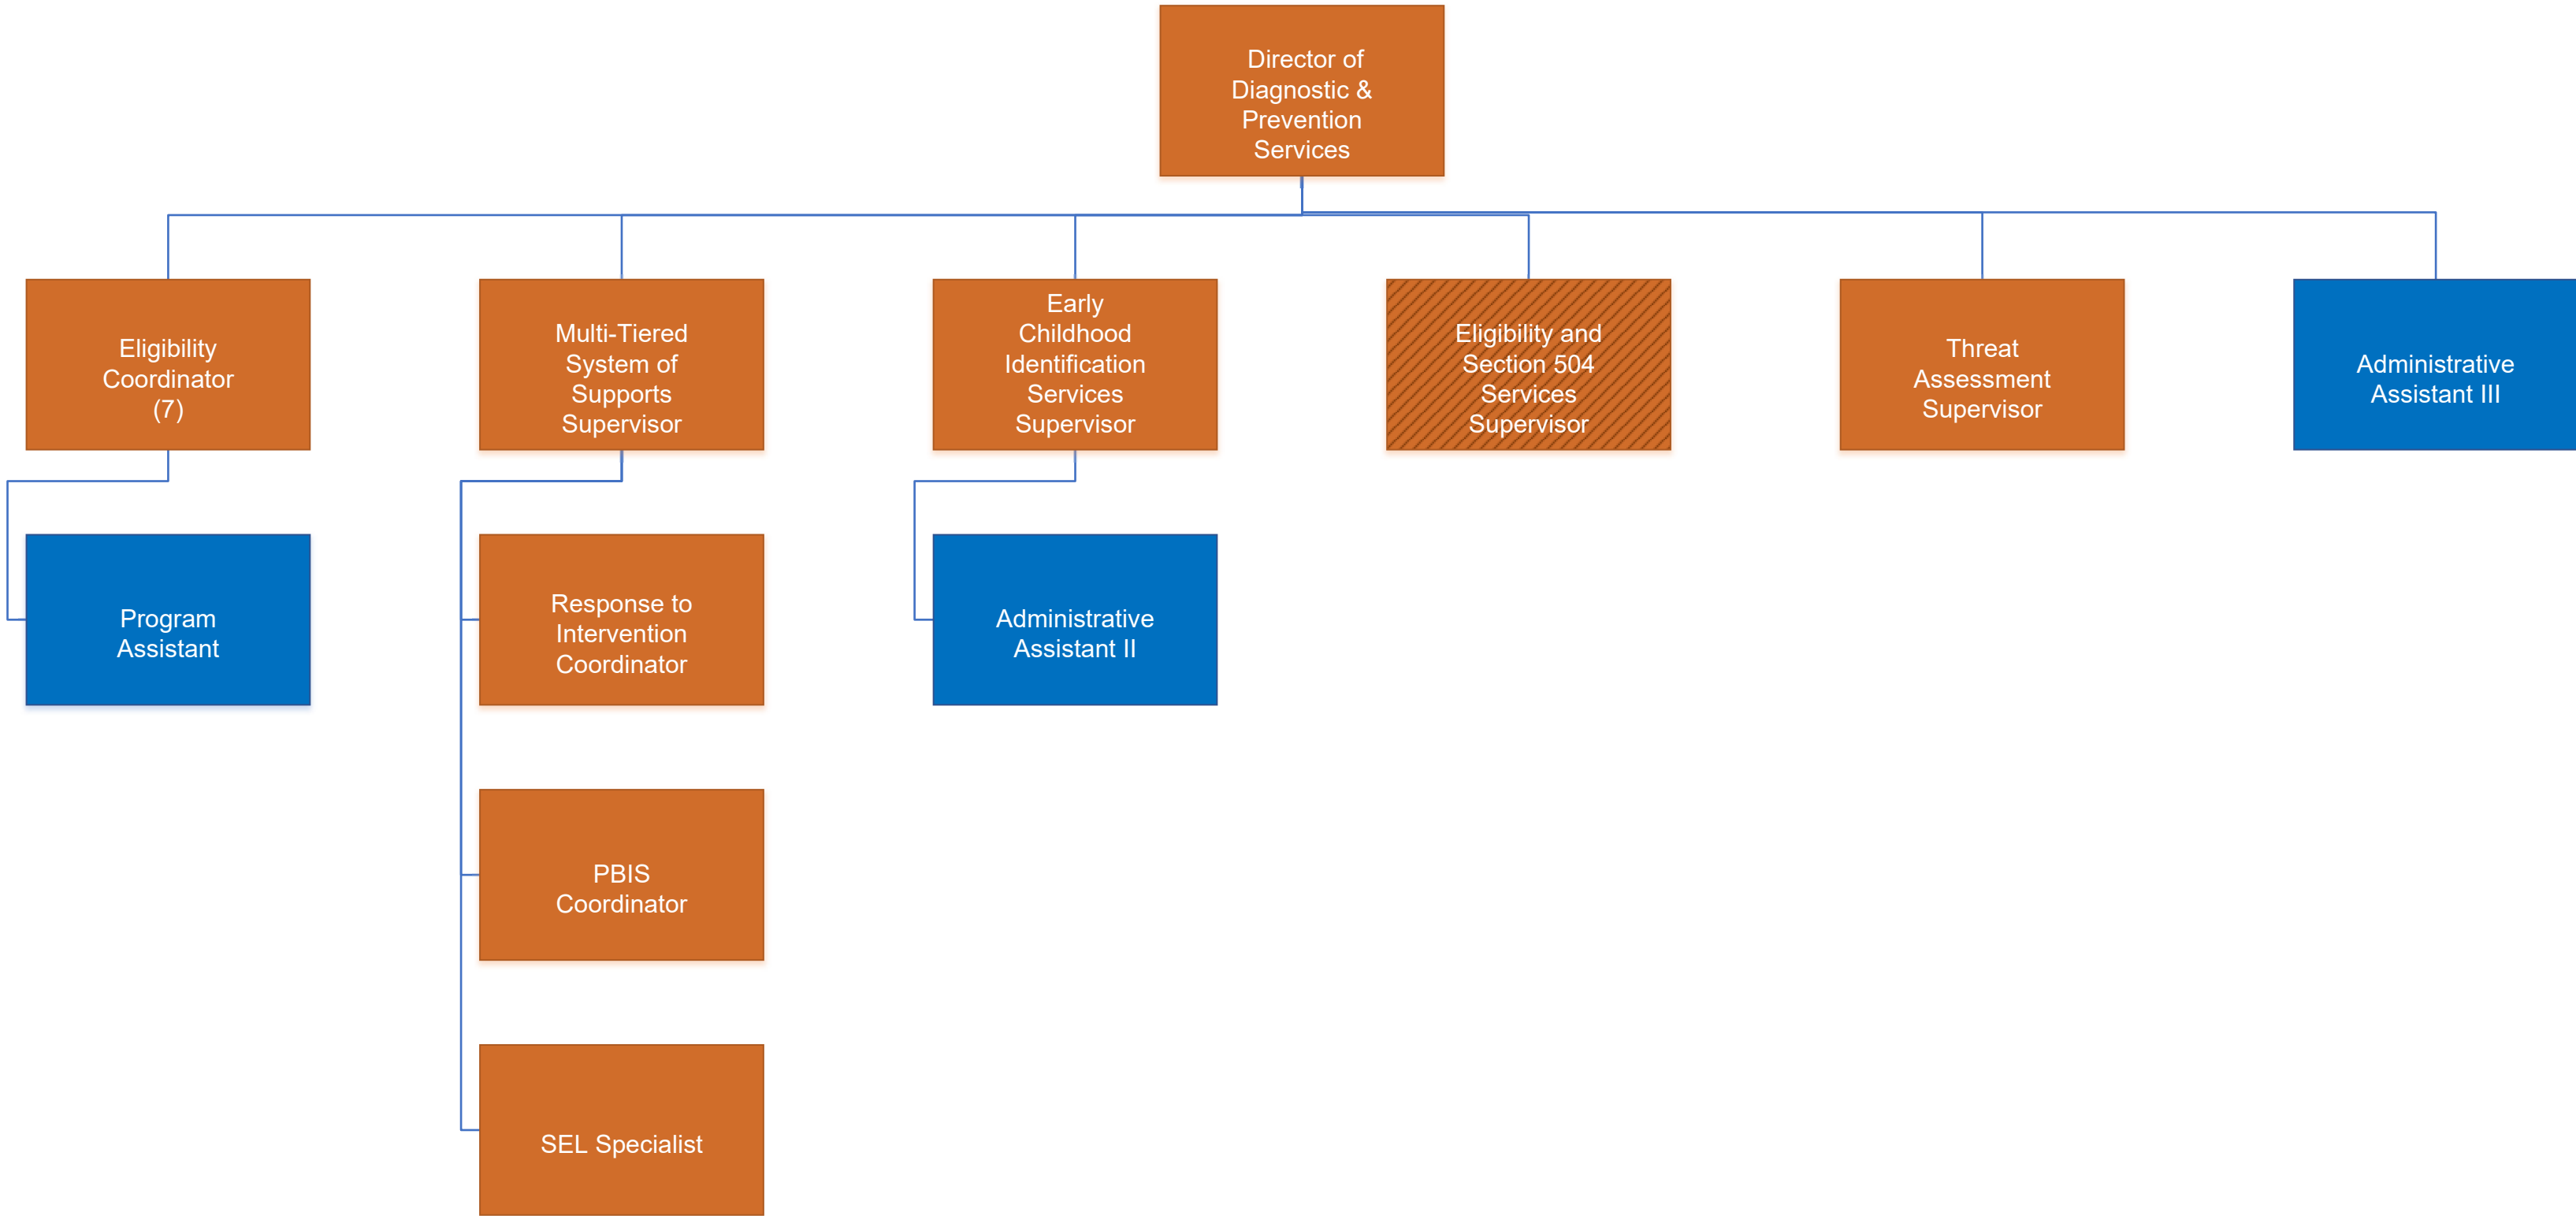 Director of
Diagnostic &
Prevention
Services
Eligibility
Coordinator
(7)
Multi-Tiered
System of
Supports
Supervisor
Early
Childhood
Identification
Services
Supervisor
Eligibility and
Section 504
Services
Supervisor
Threat
Assessment
Supervisor
Administrative
Assistant III
Program
Assistant
Response to
Intervention
Coordinator
Administrative
Assistant II
PBIS
Coordinator
SEL Specialist